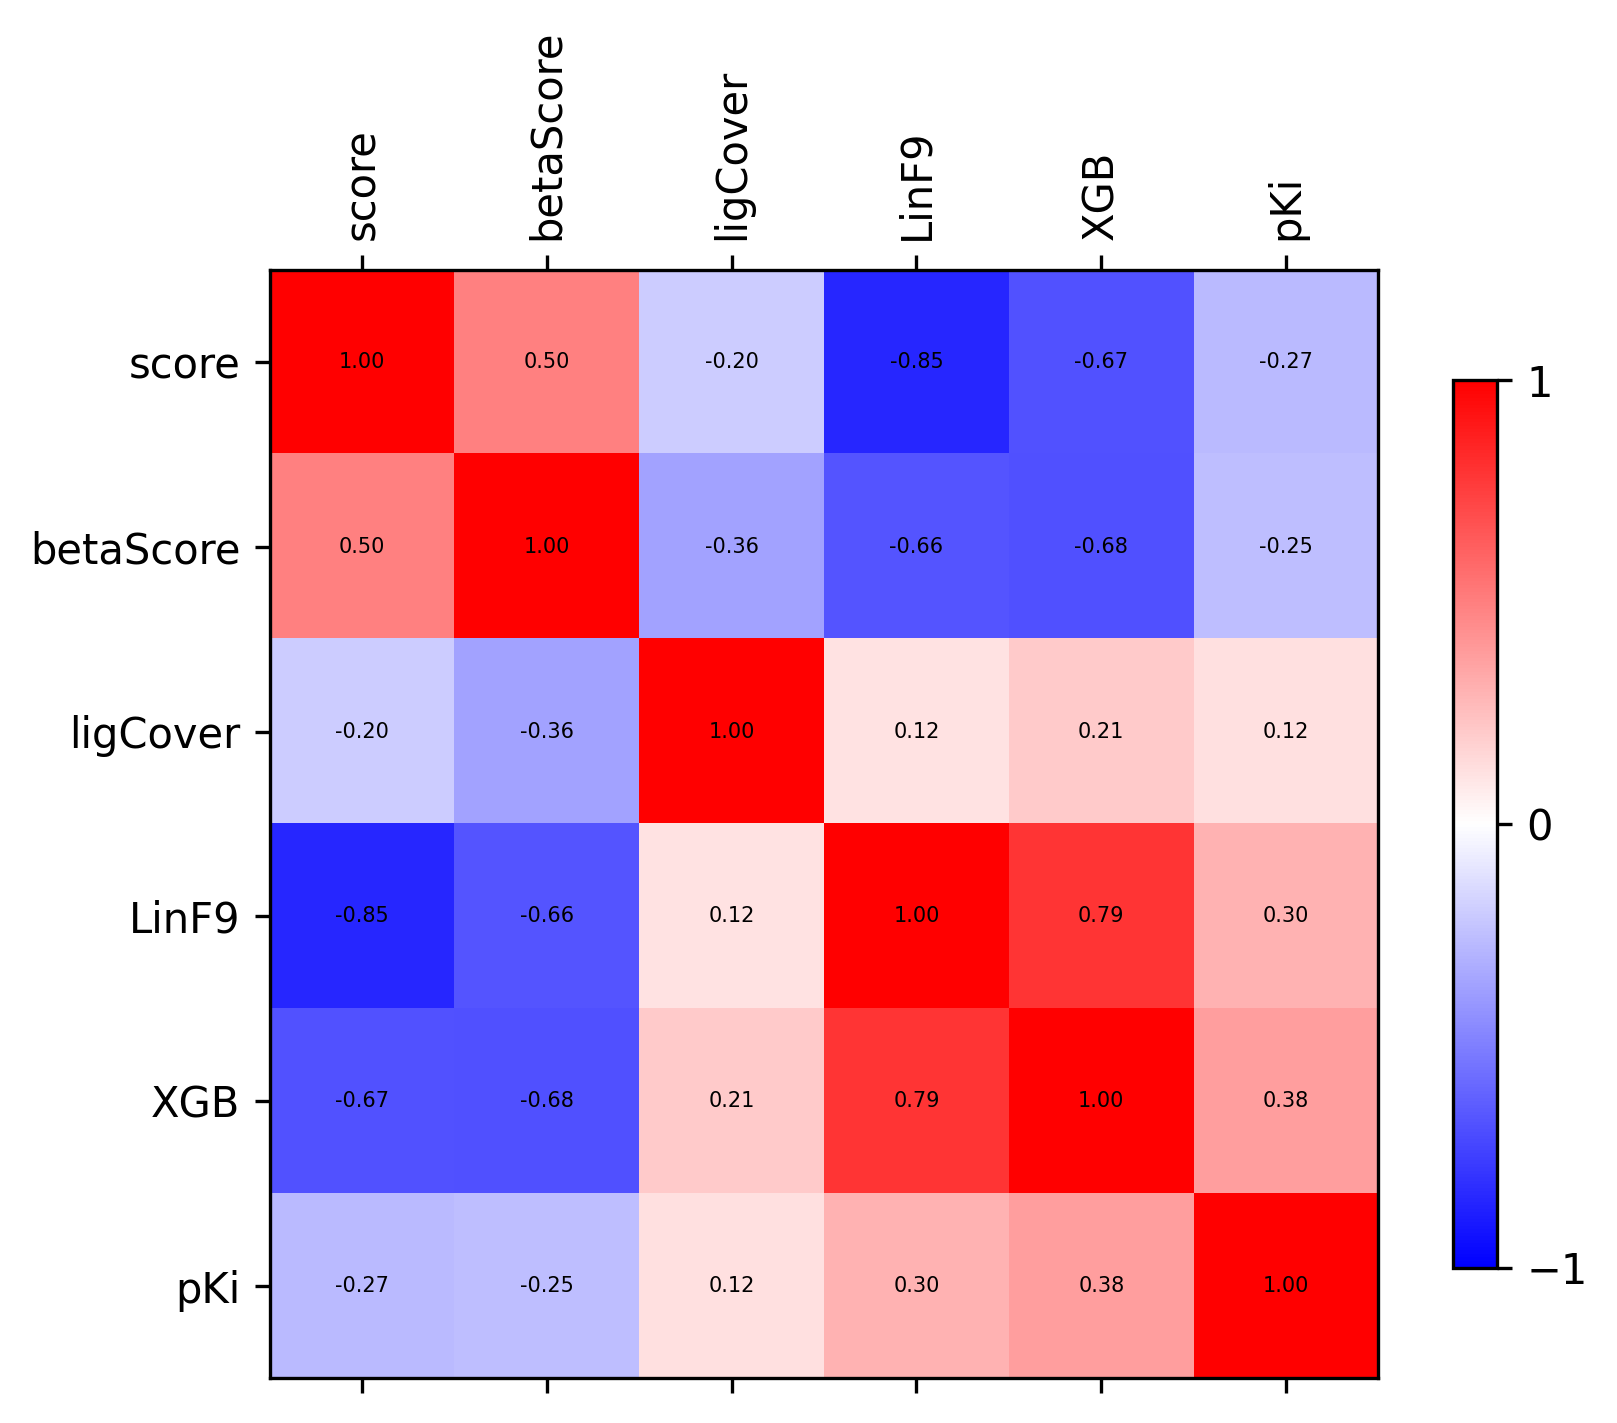 score betaScore ligCover LinF9 XGB pKi
score 1.00 0.50 -0.20 -0.85 -0.67 -0.27
betaScore 0.50 1.00 -0.36 -0.66 -0.68 -0.25
ligCover -0.20 -0.36 1.00 0.12 0.21 0.12
LinF9 -0.85 -0.66 0.12 1.00 0.79 0.30
XGB -0.67 -0.68 0.21 0.79 1.00 0.38
pKi -0.27 -0.25 0.12 0.30 0.38 1.00
1
0
−1